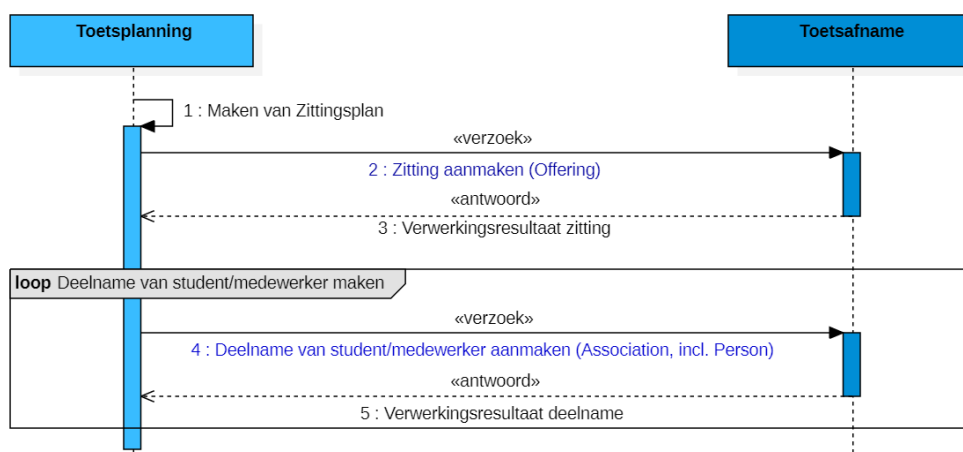 Toetsplanning
Toetsafname
1 : Maken van Zittingsplan
«verzoek»
2 : Zitting aanmaken (Offering)
«antwoord»
3 : Verwerkingsresultaat zitting
loop Deelname van student/medewerker maken
«verzoek»
4 : Deelname van student/medewerker aanmaken (Association, incl. Person)
«antwoord»
5 : Verwerkingsresultaat deelname